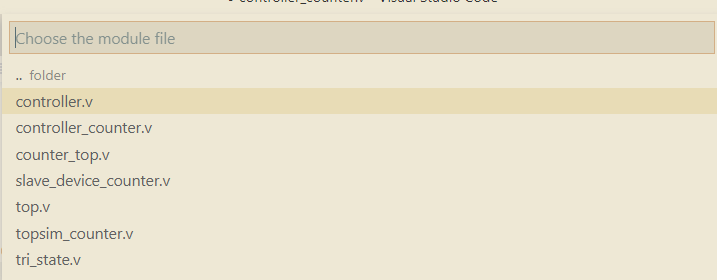 controller_counter.v - Visual Studio Code
Choose the module file
.. folder
controller.v
controller_counter.v
counter_top.v
slave_device_counter.v
top.v
topsim_counter.v
tri_state.v